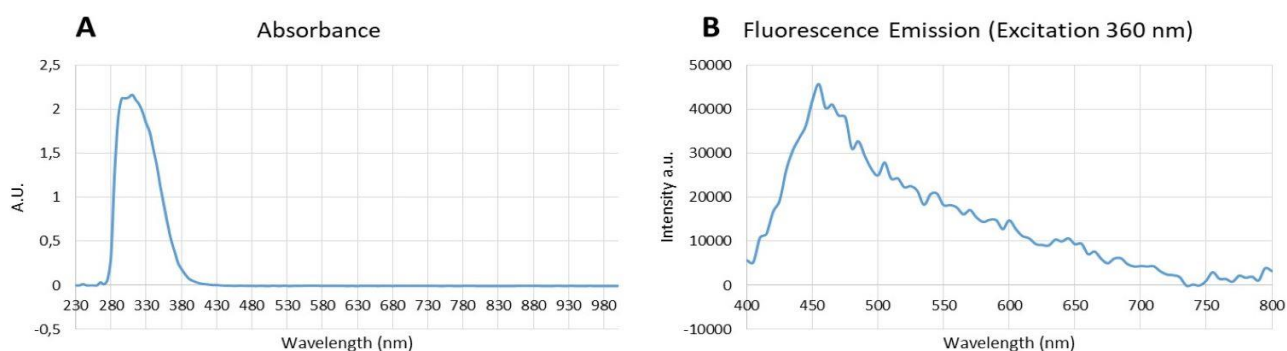 A Absorbance
2,5
2
1,5
1
0,5
0
-0,5
A.U.
230 280 330 380 430 480 530 580 630 680 730 780 830 880 930 980
Wavelength (nm)
B Fluorescence Emission (Excitation 360 nm)
50000
40000
30000
20000
10000
0
-10000
Intensity a.u.
400 450 500 550 600 650 700 750 800
Wavelength (nm)